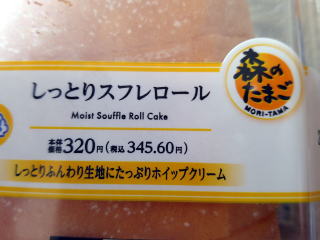 森の
たまご
MORI-TAMA
しっとりスフレロール
Moist Souffle Roll Cake
本体価格320円(税込345.60円)
しっとりふんわり生地にたっぷりホイップクリーム